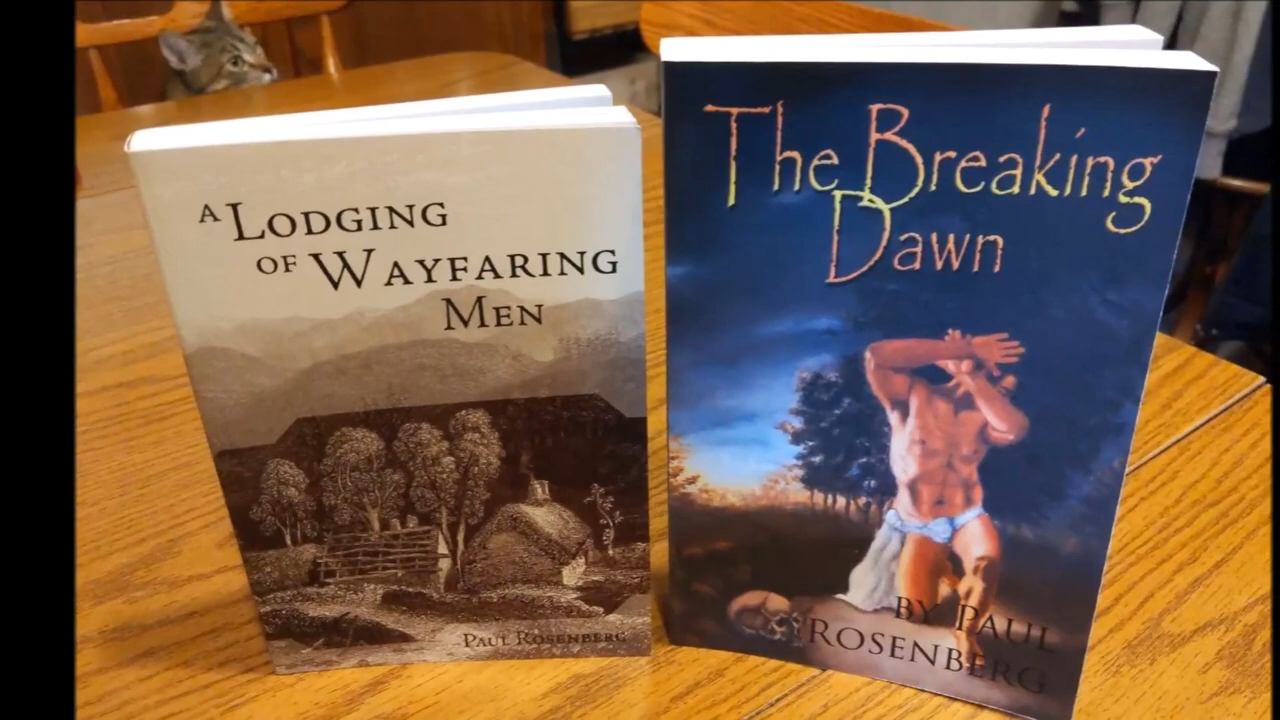 A LODGING
OF WAYFARING
MEN
PAUL ROSENBERG
The Breaking
Dawn
BY PAUL
ROSENBERG